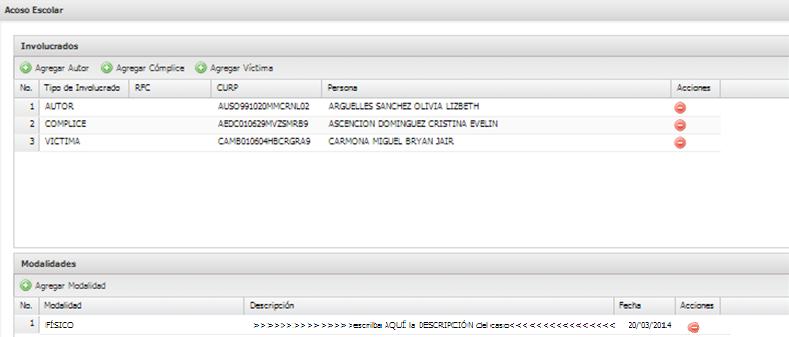 Acoso Escolar
Involucrados
Agregar Autor Agregar Cómplice Agregar Víctima
No. Tipo de Involucrado RFC CURP Persona Acciones
1 AUTOR AUSO991020MMCRNL02 ARGUELLES SANCHEZ OLIVIA LIZBETH
2 COMPLICE AEDC010629MVZSMRB9 ASCENCION DOMINGUEZ CRISTINA EVELIN
3 VICTIMA CAMB010604HBCRGRA9 CARMONA MIGUEL BRYAN JAIR
Modalidades
Agregar Modalidad
No. Modalidad Descripción Fecha Acciones
1 FÍSICO >>>>>> >>>>>>>> >escriba AQUÍ la DESCRIPCIÓN del caso<<<<<<<<<<<<<<<< 20/03/2014